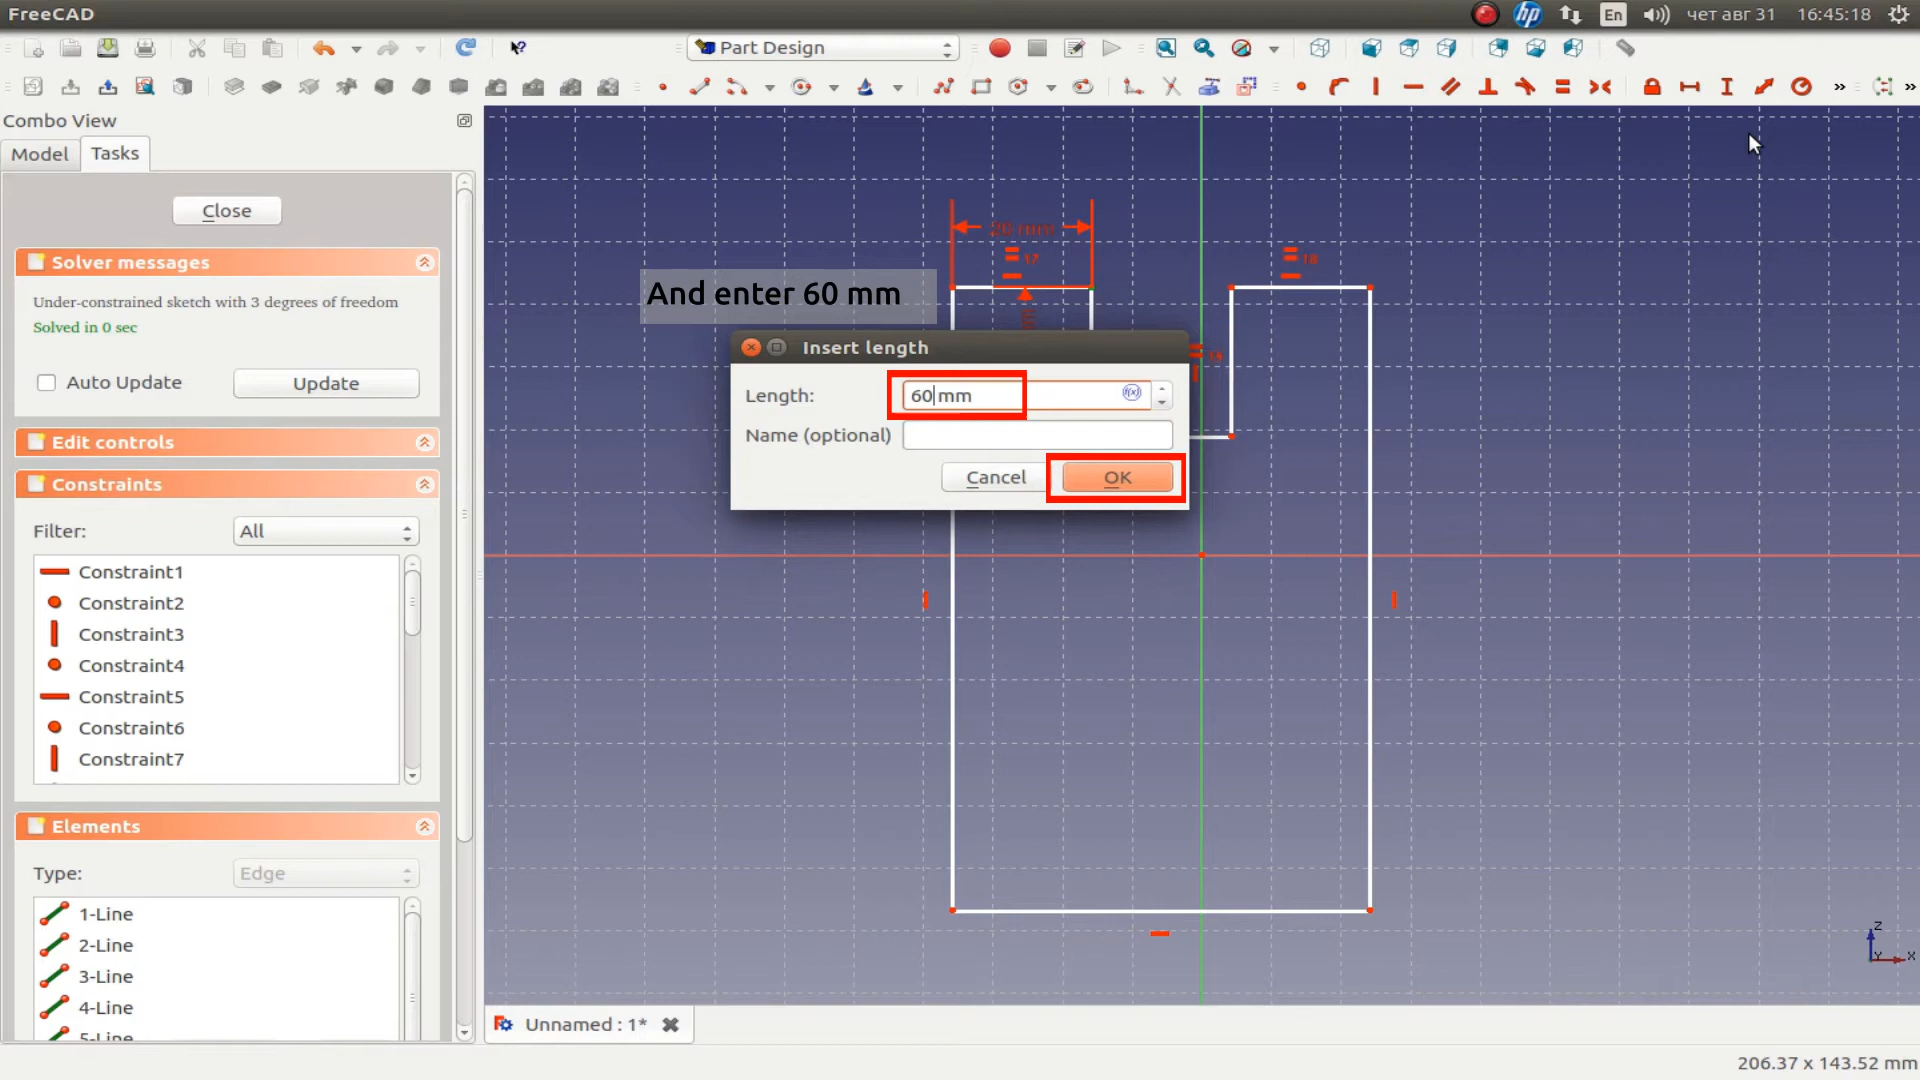 FreeCAD
hp
En
чет авг 31
16:45:18
Part Design
Combo View
Model
Tasks
Close
Solver messages
Under-constrained sketch with 3 degrees of freedom
Solved in 0 sec
Auto Update
Update
Edit controls
Constraints
Filter:
All
Constraint1
Constraint2
Constraint3
Constraint4
Constraint5
Constraint6
Constraint7
Elements
Type:
Edge
1-Line
2-Line
3-Line
4-Line
5-Line
17
18
And enter 60 mm
Insert length
Length:
60 mm
f(x)
Name (optional)
Cancel
OK
14
Z
Y
X
Unnamed : 1*
206.37 x 143.52 mm